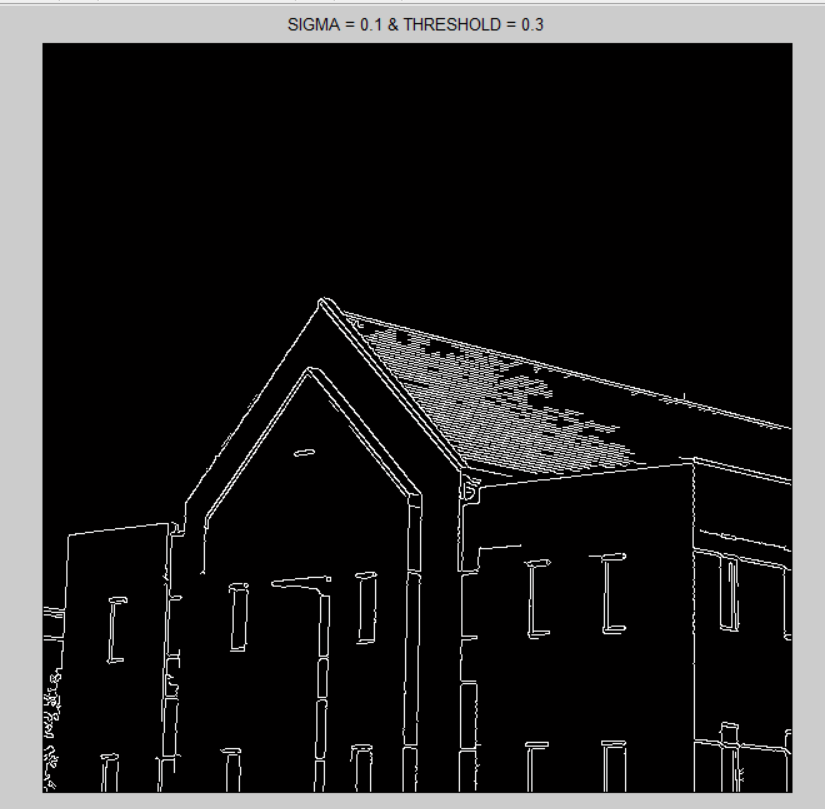 SIGMA = 0.1 & THRESHOLD = 0.3